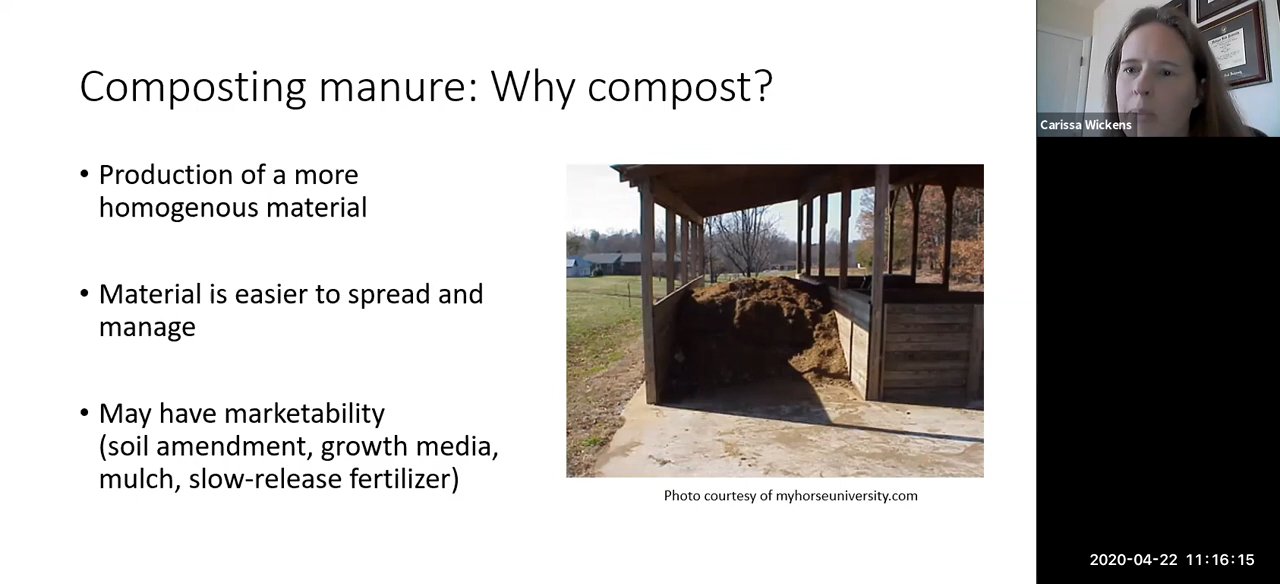 Composting manure: Why compost?
• Production of a more
homogenous material
• Material is easier to spread and
manage
• May have marketability
(soil amendment, growth media,
mulch, slow-release fertilizer)
Photo courtesy of myhorseuniversity.com
Carissa Wickens
2020-04-22 11:16:15